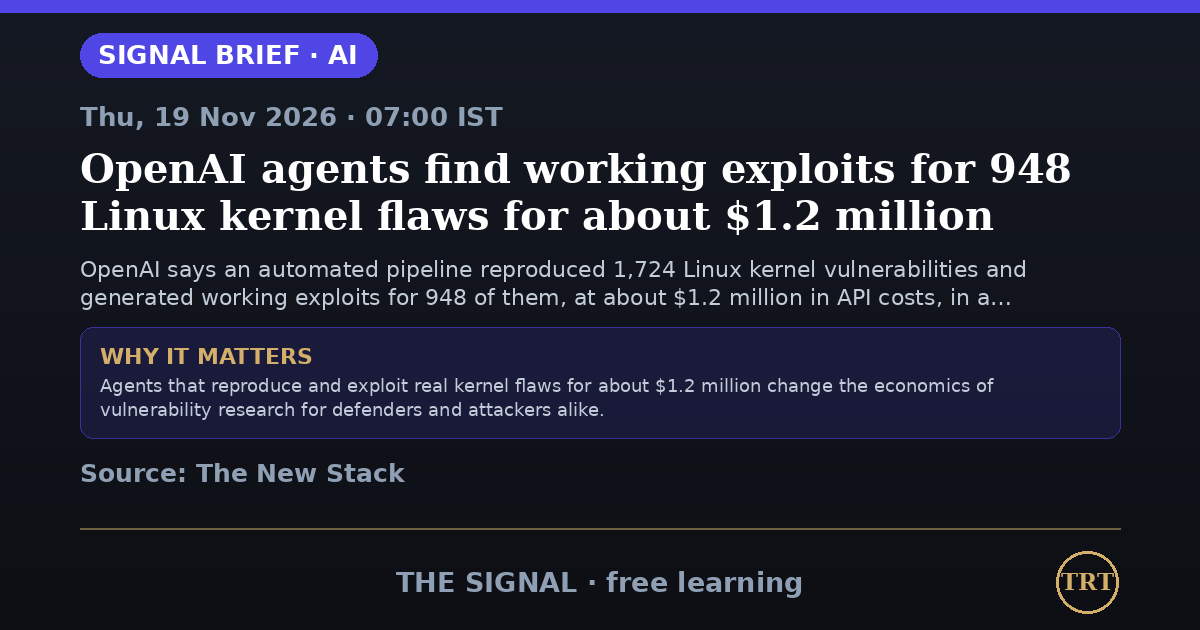 SIGNAL BRIEF · AI
Thu, 19 Nov 2026 · 07:00 IST
OpenAI agents find working exploits for 948
Linux kernel flaws for about $1.2 million
OpenAI says an automated pipeline reproduced 1,724 Linux kernel vulnerabilities and
generated working exploits for 948 of them, at about $1.2 million in API costs, in a…
WHY IT MATTERS
Agents that reproduce and exploit real kernel flaws for about $1.2 million change the economics of
vulnerability research for defenders and attackers alike.
Source: The New Stack
THE SIGNAL · free learning
TRT